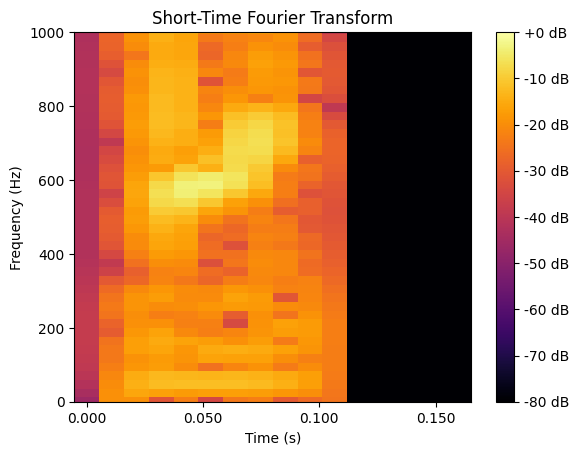 Short-Time Fourier Transform
1000
800
600
400
200
0
Frequency (Hz)
0.000
0.050
0.100
0.150
Time (s)
+0 dB
-10 dB
-20 dB
-30 dB
-40 dB
-50 dB
-60 dB
-70 dB
-80 dB